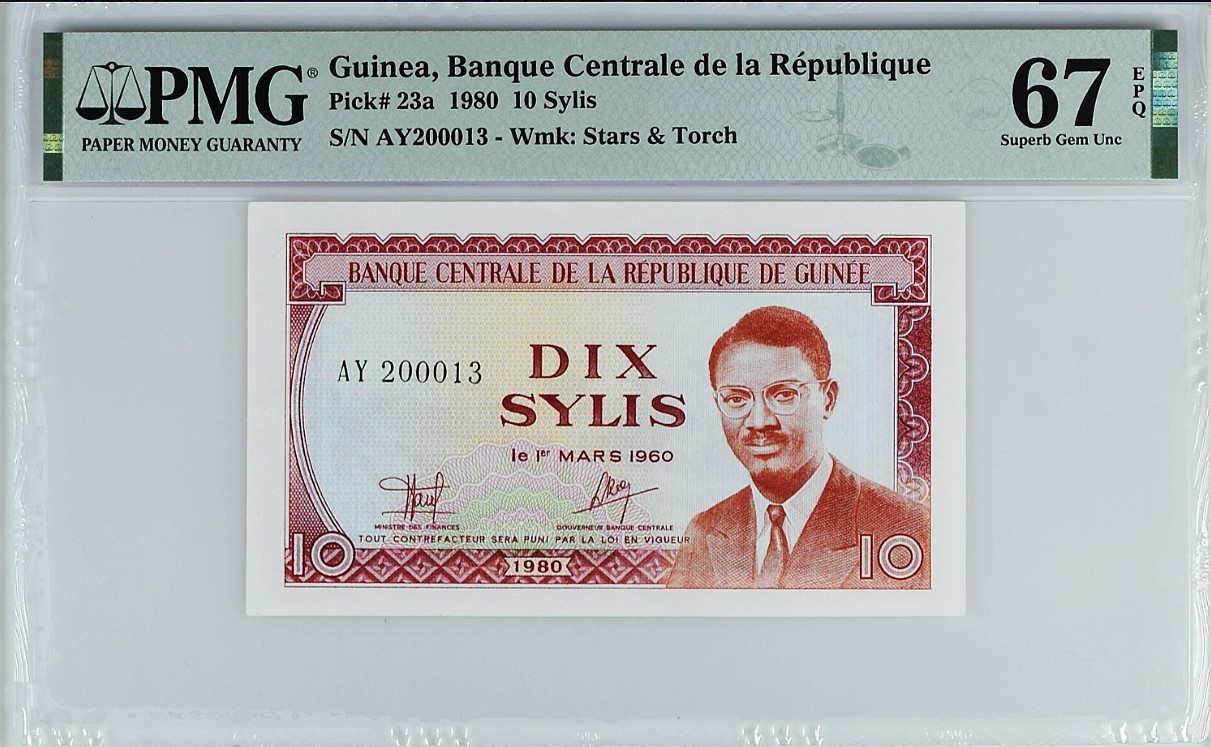 PMG®
PAPER MONEY GUARANTY
Guinea, Banque Centrale de la République
Pick# 23a 1980 10 Sylis
S/N AY200013 - Wmk: Stars & Torch
67
EPQ
Superb Gem Unc
BANQUE CENTRALE DE LA RÉPUBLIQUE DE GUINÉE
AY 200013
DIX
SYLIS
le 1er MARS 1960
MINISTRE DES FINANCES
GOUVERNEUR BANQUE CENTRALE
TOUT CONTREFACTEUR SERA PUNI PAR LA LOI EN VIGUEUR
10
1980
10